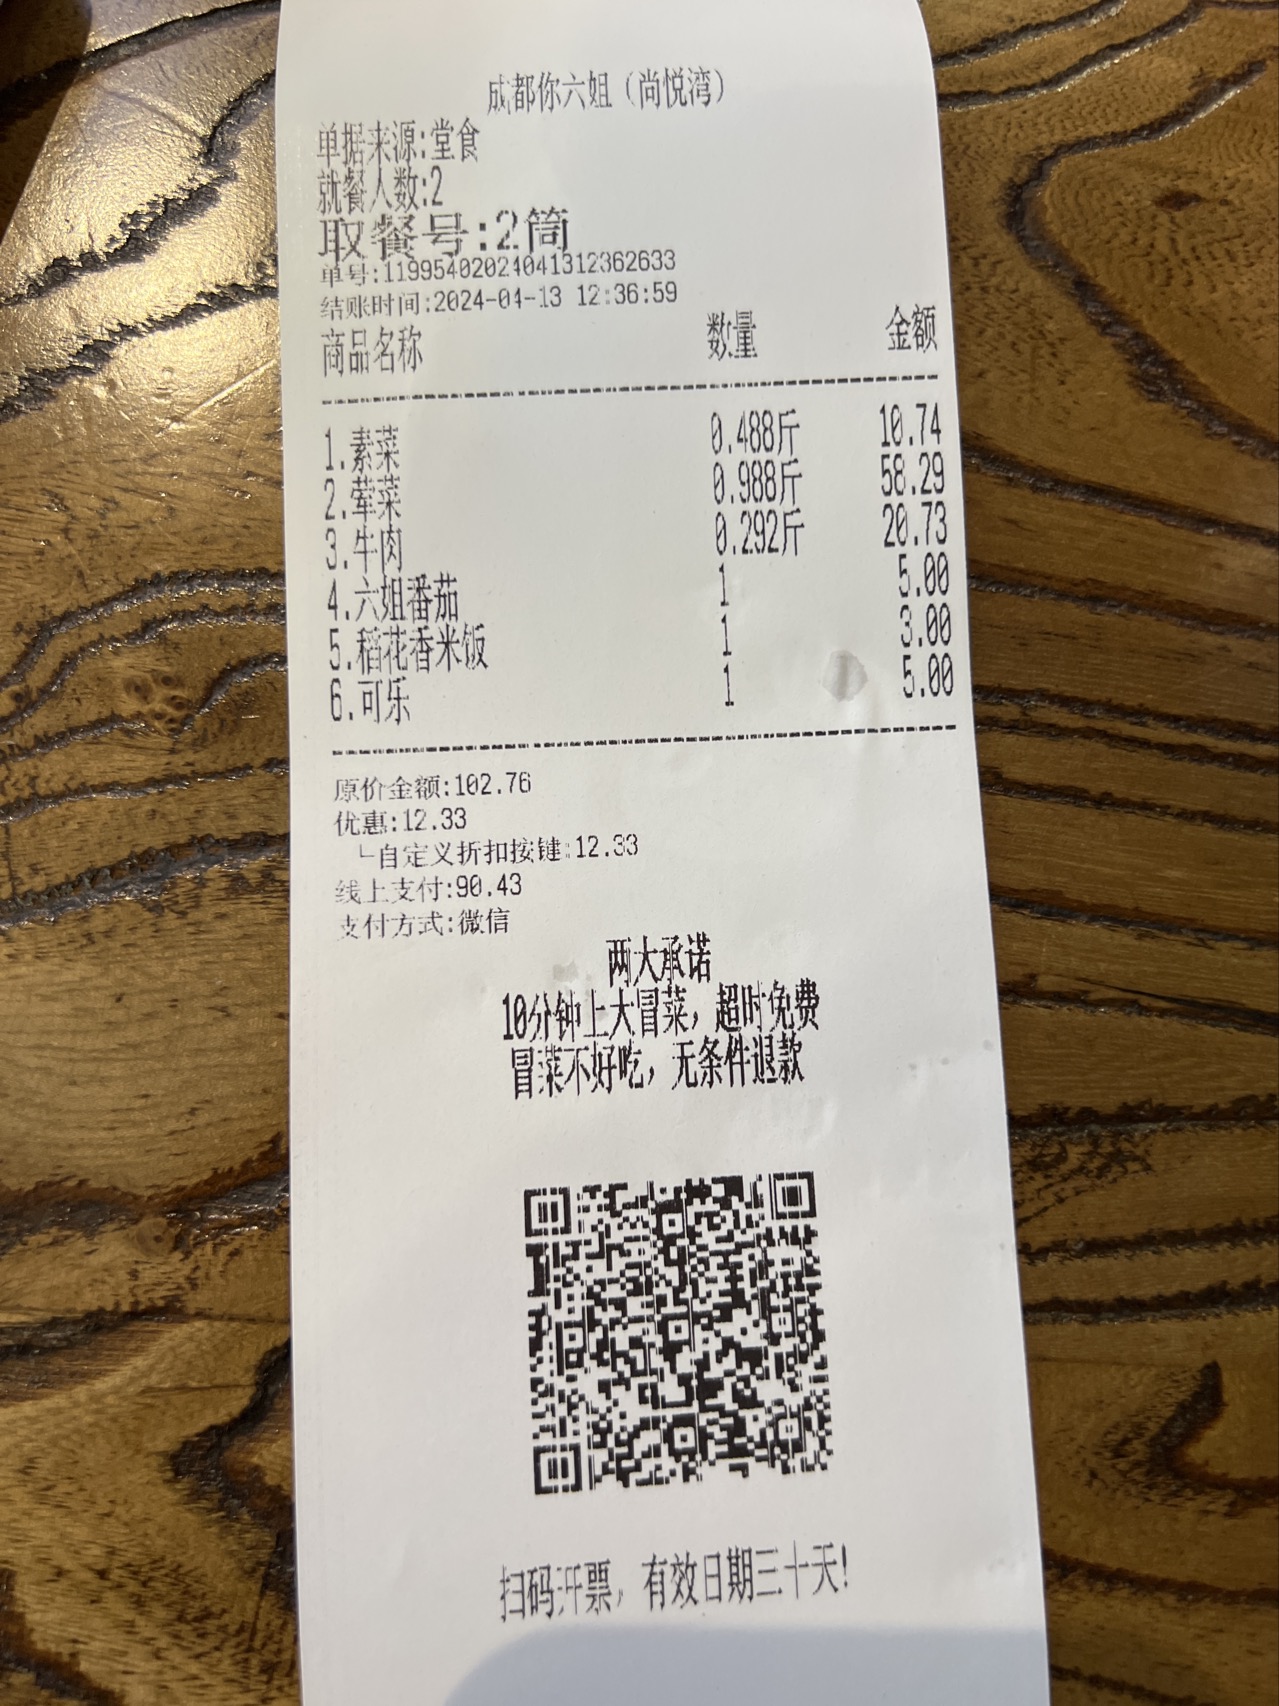 成都你六姐（尚悦湾）
单据来源:堂食
就餐人数:2
取餐号:2筒
单号:11995402024041312362633
结账时间:2024-04-13 12:36:59
商品名称 数量 金额
1.素菜 0.488斤 10.74
2.荤菜 0.988斤 58.29
3.牛肉 0.292斤 20.73
4.六姐番茄 1 5.00
5.稻花香米饭 1 3.00
6.可乐 1 5.00
原价金额:102.76
优惠:12.33
└自定义折扣按键:12.33
线上支付:90.43
支付方式:微信
两大承诺
10分钟上大冒菜，超时免费
冒菜不好吃，无条件退款
扫码开票，有效日期三十天!